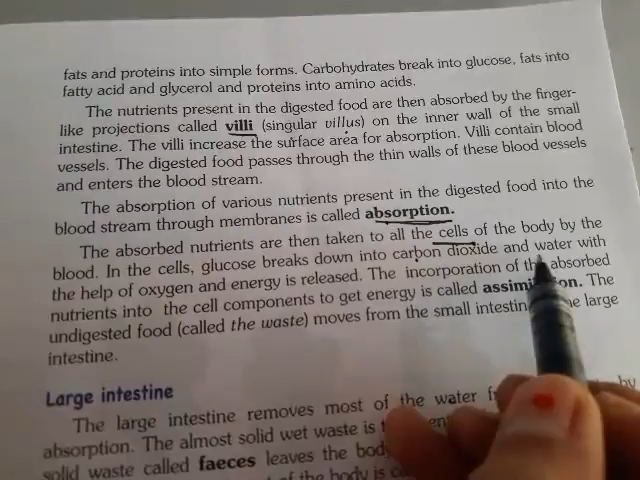 fats and proteins into simple forms. Carbohydrates break into glucose, fats into
fatty acid and glycerol and proteins into amino acids.
The nutrients present in the digested food are then absorbed by the finger-
like projections called villi (singular villus) on the inner wall of the small
intestine. The villi increase the surface area for absorption. Villi contain blood
vessels. The digested food passes through the thin walls of these blood vessels
and enters the blood stream.
The absorption of various nutrients present in the digested food into the
blood stream through membranes is called absorption.
The absorbed nutrients are then taken to all the cells of the body by the
blood. In the cells, glucose breaks down into carbon dioxide and water with
the help of oxygen and energy is released. The incorporation of the absorbed
nutrients into the cell components to get energy is called The
undigested food (called the waste) moves from the small large
intestine.
Large intestine
The large intestine removes most of the water by
absorption. The almost solid wet waste is
solid waste called faeces leaves the
of the body is